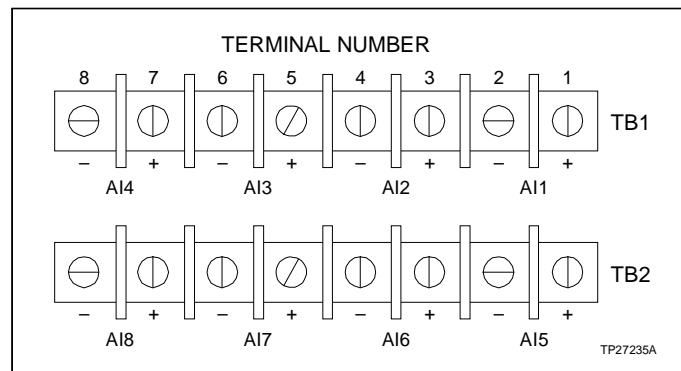 TERMINAL NUMBER
8 7 6 5 4 3 2 1
TB1
– + – + – + – +
AI4 AI3 AI2 AI1
TB2
– + – + – + – +
AI8 AI7 AI6 AI5
TP27235A